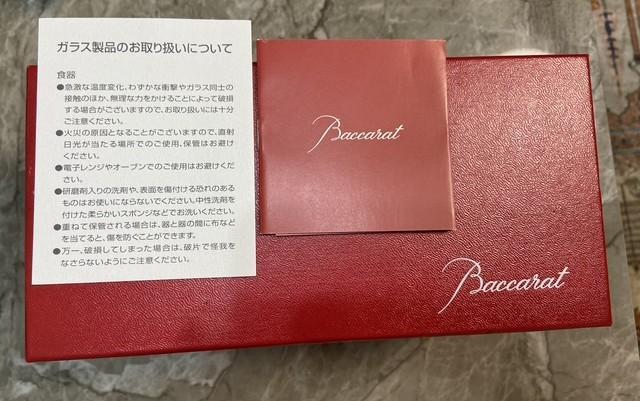 ガラス製品のお取り扱いについて
食器
●急激な温度変化、わずかな衝撃やガラス同士の
接触のほか、無理な力をかけることによって破損
する場合がございますので、お取り扱いには十分
ご注意ください。
●火災の原因となることがございますので、直射
日光が当たる場所でのご使用、保管はお避けく
ださい。
●電子レンジやオーブンでのご使用はお避けくだ
さい。
●研磨剤入りの洗剤や、表面を傷付ける恐れのある
ものはお使いにならないでください。中性洗剤を
付けた柔らかいスポンジなどでお洗いください。
●重ねて保管される場合は、器と器の間に布など
を当てると、傷を防ぐことができます。
●万一、破損してしまった場合は、破片で怪我を
なさらないようにご注意ください。
Baccarat
Baccarat